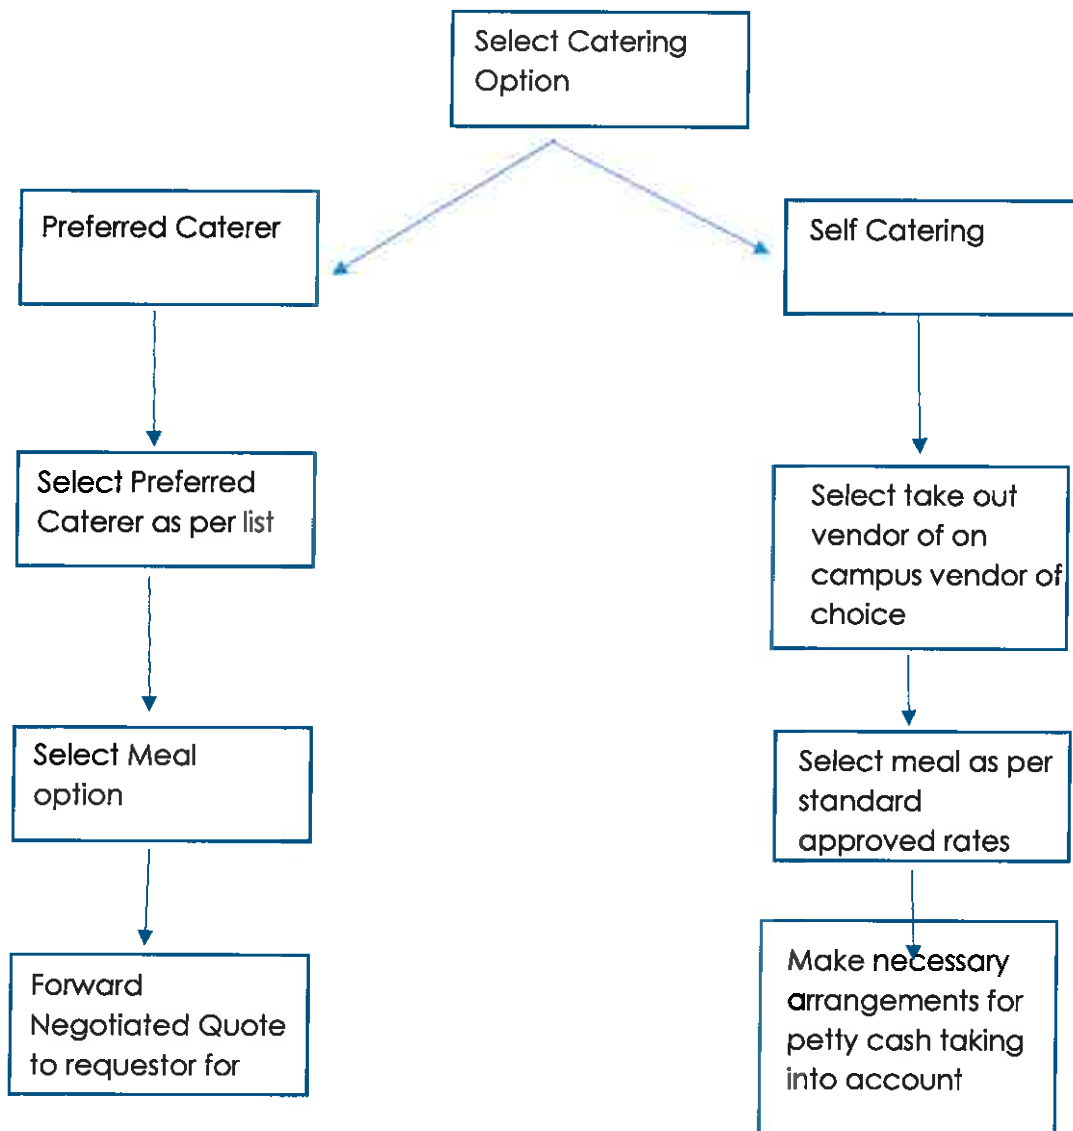 Select Catering
Option
Preferred Caterer
Self Catering
Select Preferred
Caterer as per list
Select take out
vendor of on
campus vendor of
choice
Select Meal
option
Select meal as per
standard
approved rates
Forward
Negotiated Quote
to requestor for
Make necessary
arrangements for
petty cash taking
into account